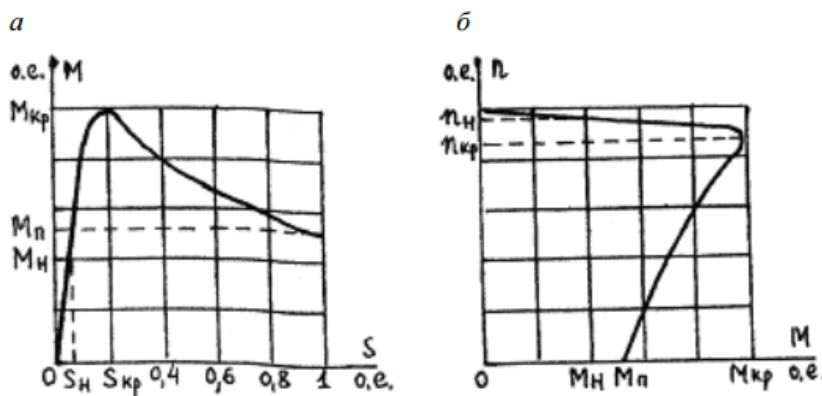 а
б
о.е. М
о.е. n
Мкр
nн
nкр
Мп
Мн
S
М
0 Sн Sкр 0,4 0,6 0,8 1 о.е.
0 Мн Мп Мкр о.е.